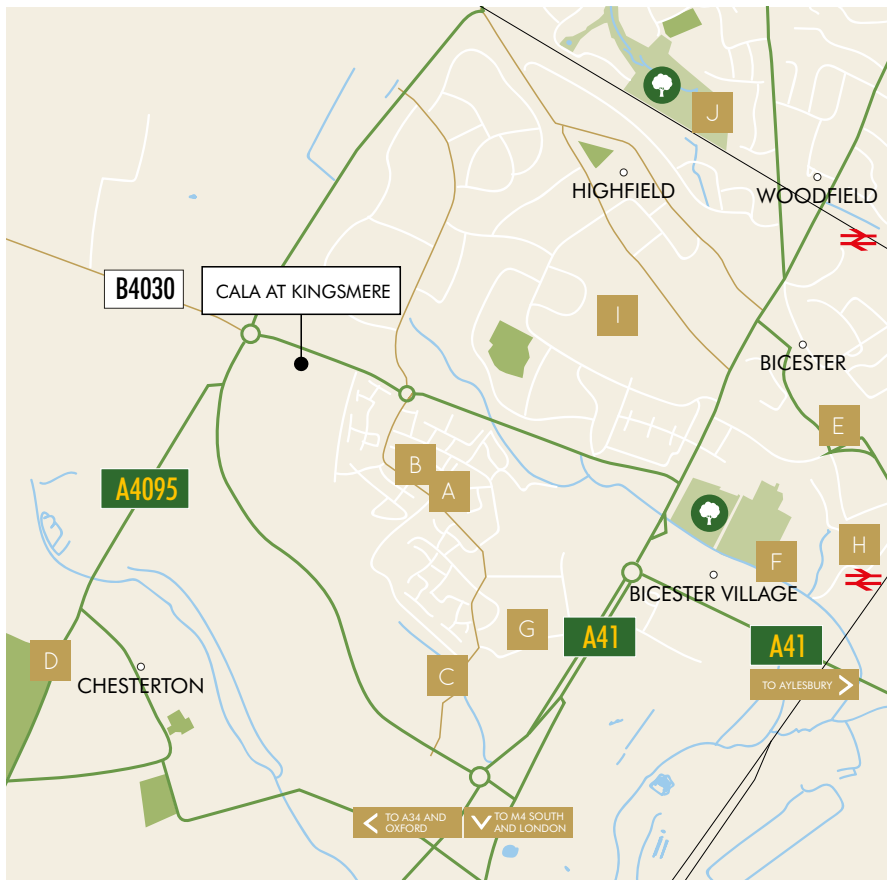 J
HIGHFIELD
WOODFIELD
B4030
CALA AT KINGSMERE
I
BICESTER
E
B
A
A4095
H
F
BICESTER VILLAGE
G
A41
A41
D
C
CHESTERTON
TO AYLESBURY
TO A34 AND
OXFORD
TO M4 SOUTH
AND LONDON